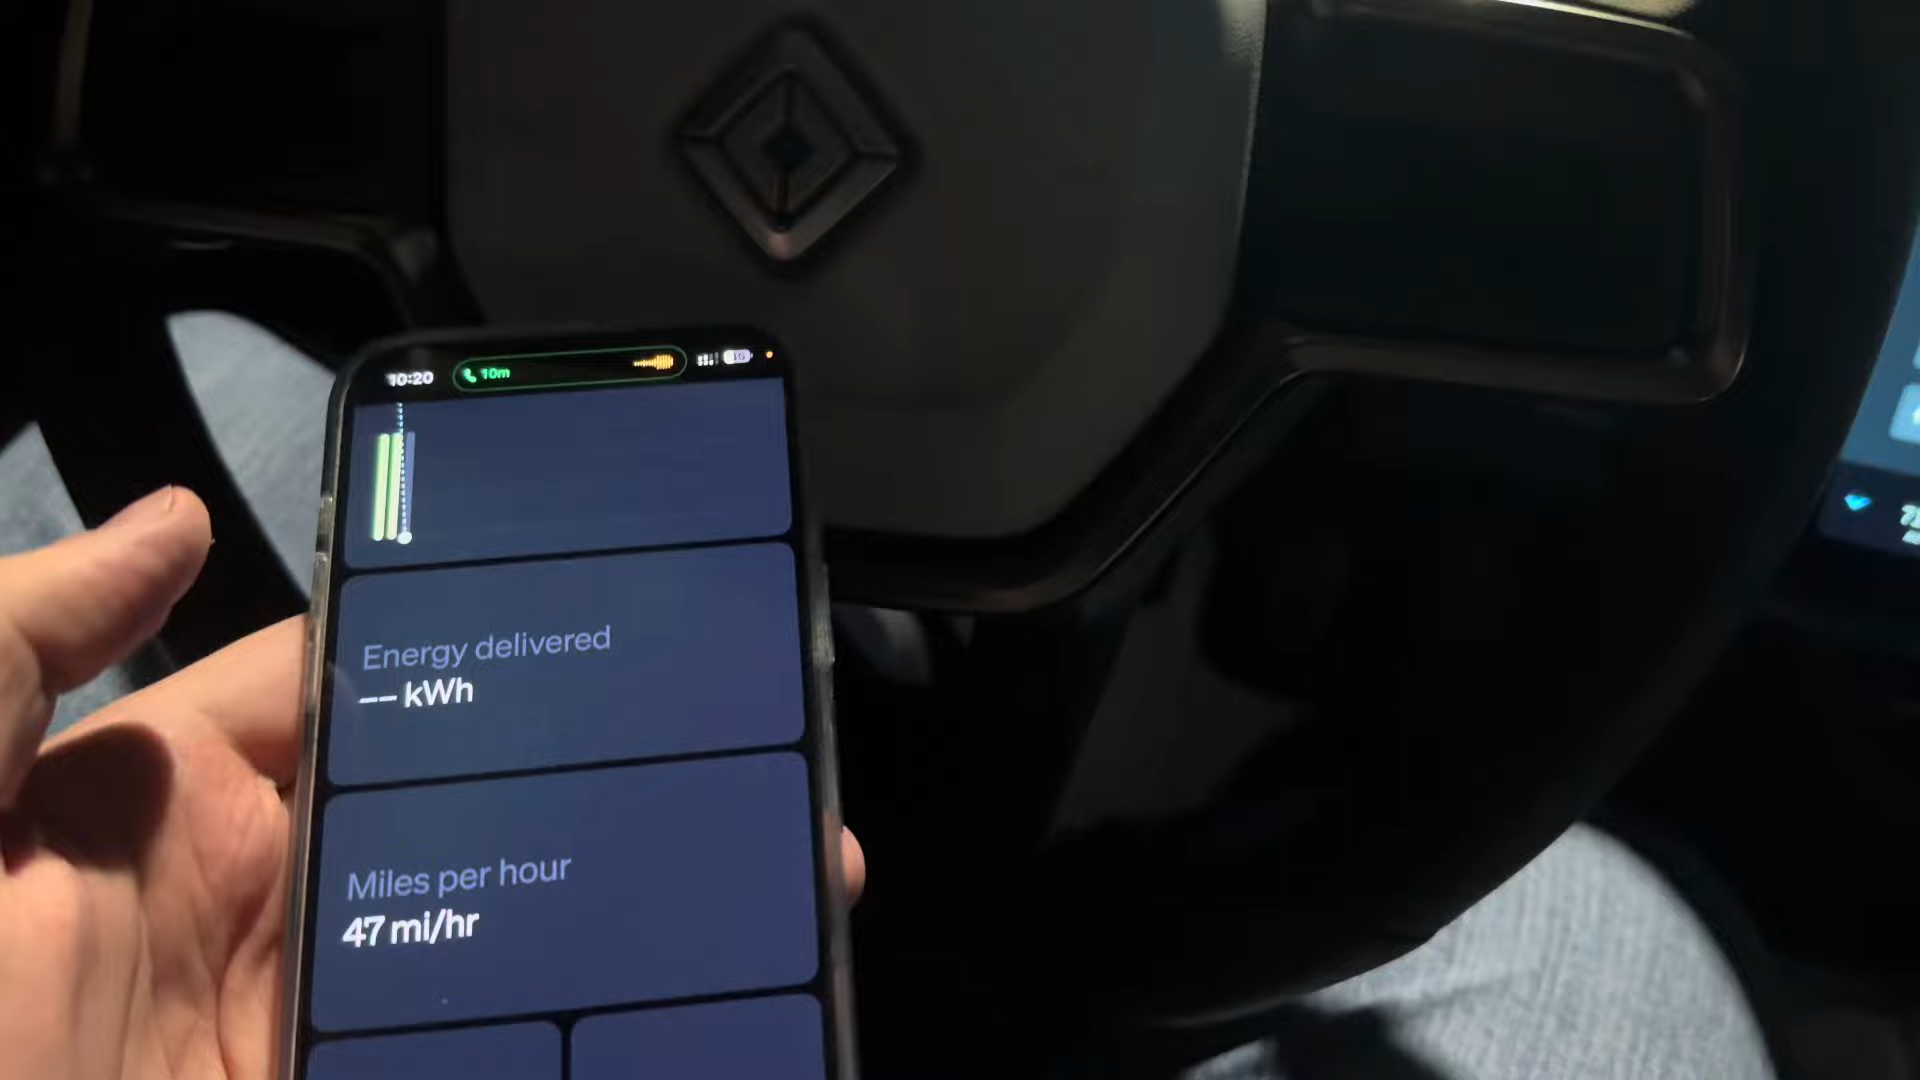 10:20
10m
Energy delivered
-- kWh
Miles per hour
47 mi/hr